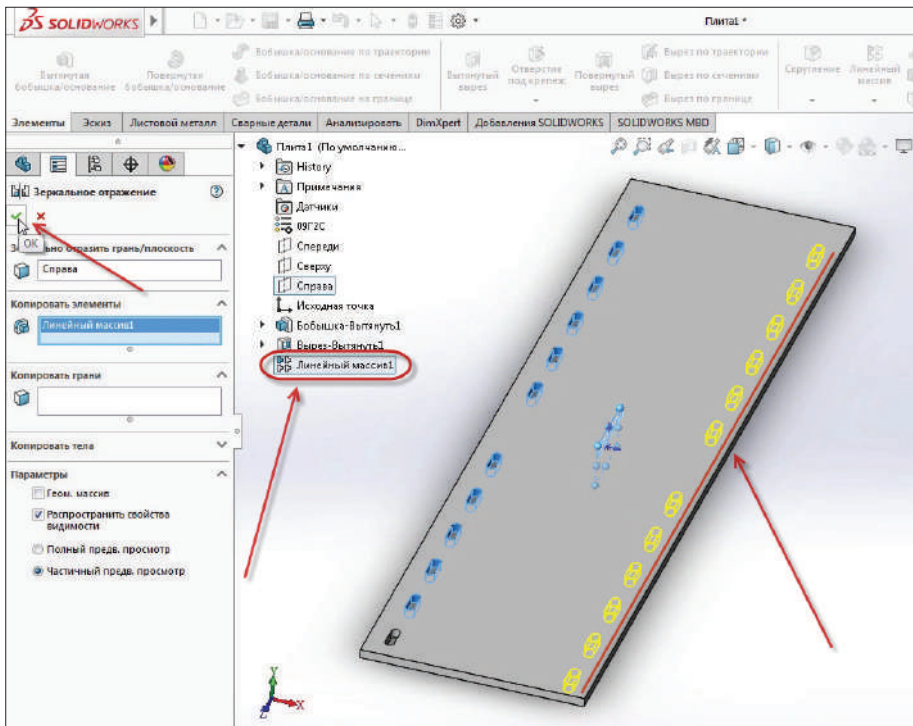 SOLIDWORKS
Плита1 *
Вытянутая бобышка/основание
Повернутая бобышка/основание
Бобышка/основание по траектории
Бобышка/основание по сечениям
Бобышка/основание на границе
Вытянутый вырез
Отверстие под крепеж
Повернутый вырез
Вырез по траектории
Вырез по сечениям
Вырез по границе
Скругление
Линейный массив
Элементы
Эскиз
Листовой металл
Сварные детали
Анализировать
DimXpert
Добавления SOLIDWORKS
SOLIDWORKS MBD
Зеркальное отражение
OK
но отразить грань/плоскость
Справа
Копировать элементы
Линейный массив1
Копировать грани
Копировать тела
Параметры
Геом. массив
Распространить свойства
видимости
Полный предв. просмотр
Частичный предв. просмотр
Плита1 (По умолчанию...
History
Примечания
Датчики
09Г2С
Спереди
Сверху
Справа
Исходная точка
Бобышка-Вытянуть1
Вырез-Вытянуть1
Линейный массив1
Y
X
Z